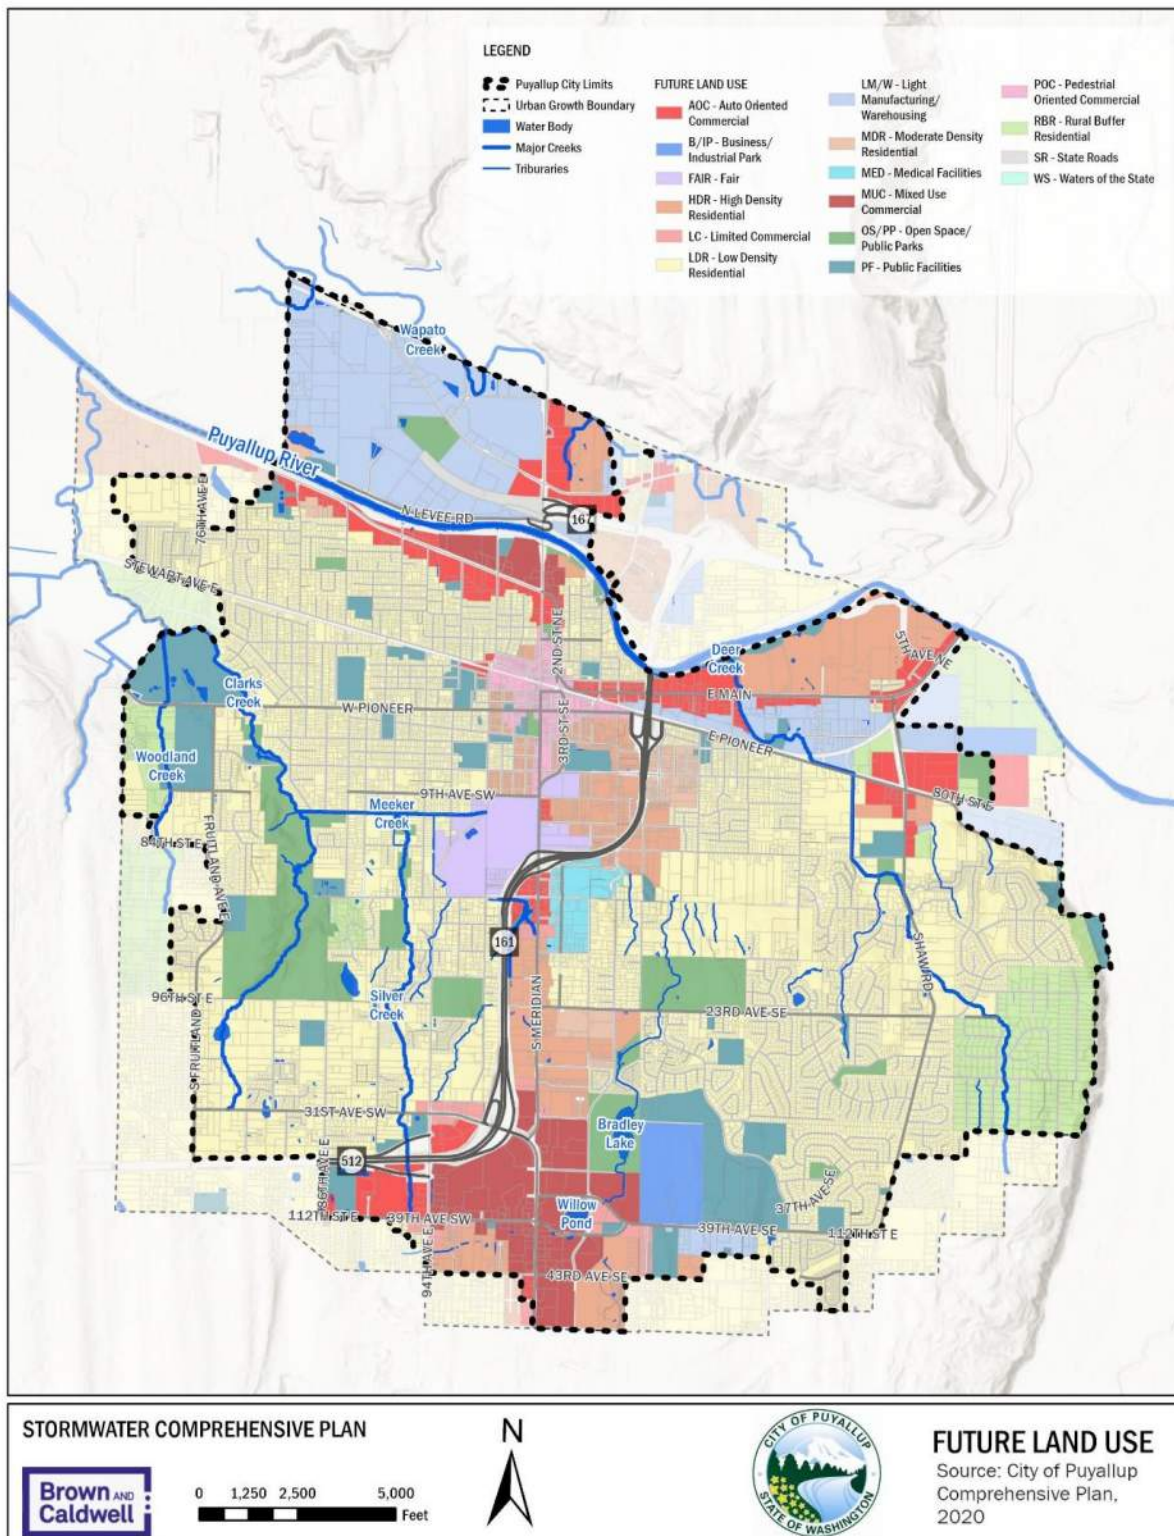 LEGEND
Puyallup City Limits
Urban Growth Boundary
Water Body
Major Creeks
Triburaries
FUTURE LAND USE
AOC - Auto Oriented
Commercial
B/IP - Business/
Industrial Park
FAIR - Fair
HDR - High Density
Residential
LC - Limited Commercial
LDR - Low Density
Residential
LM/W - Light
Manufacturing/
Warehousing
MDR - Moderate Density
Residential
MED - Medical Facilities
MUC - Mixed Use
Commercial
OS/PP - Open Space/
Public Parks
PF - Public Facilities
POC - Pedestrial
Oriented Commercial
RBR - Rural Buffer
Residential
SR - State Roads
WS - Waters of the State
Wapato
Creek
Puyallup River
N LEVEE RD
167
76TH AVE E
STEWART AVE E
2ND ST NE
Deer
Creek
5TH AVE NE
E MAIN
Clarks
Creek
W PIONEER
3RD ST SE
E PIONEER
Woodland
Creek
9TH AVE SW
80TH ST E
Meeker
Creek
84TH ST E
FRUITLAND AVE E
161
SHAW RD
96TH ST E
Silver
Creek
S MERIDIAN
23RD AVE SE
S FRUITLAND
31ST AVE SW
Bradley
Lake
512
86TH AVE E
37TH AVE SE
Willow
Pond
112TH ST E
39TH AVE SW
39TH AVE SE
112TH ST E
94TH AVE E
43RD AVE SE
STORMWATER COMPREHENSIVE PLAN
Brown AND
Caldwell
0 1,250 2,500 5,000
Feet
N
CITY OF PUYALLUP
STATE OF WASHINGTON
FUTURE LAND USE
Source: City of Puyallup
Comprehensive Plan,
2020